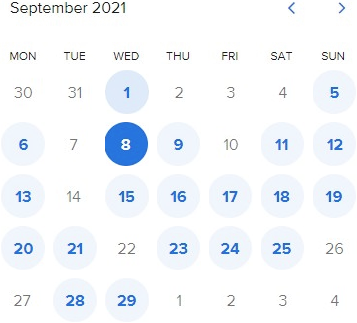 September 2021
MON TUE WED THU FRI SAT SUN
30 31 1 2 3 4 5
6 7 8 9 10 11 12
13 14 15 16 17 18 19
20 21 22 23 24 25 26
27 28 29 1 2 3 4